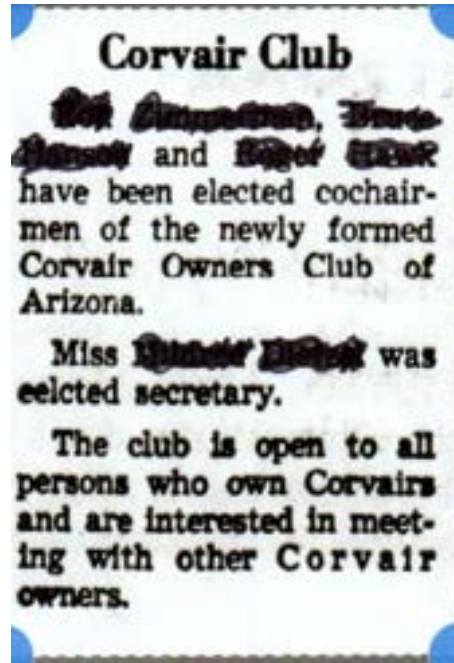 Corvair Club
and
have been elected cochair-
men of the newly formed
Corvair Owners Club of
Arizona.
Miss was
eelcted secretary.
The club is open to all
persons who own Corvairs
and are interested in meet-
ing with other Corvair
owners.